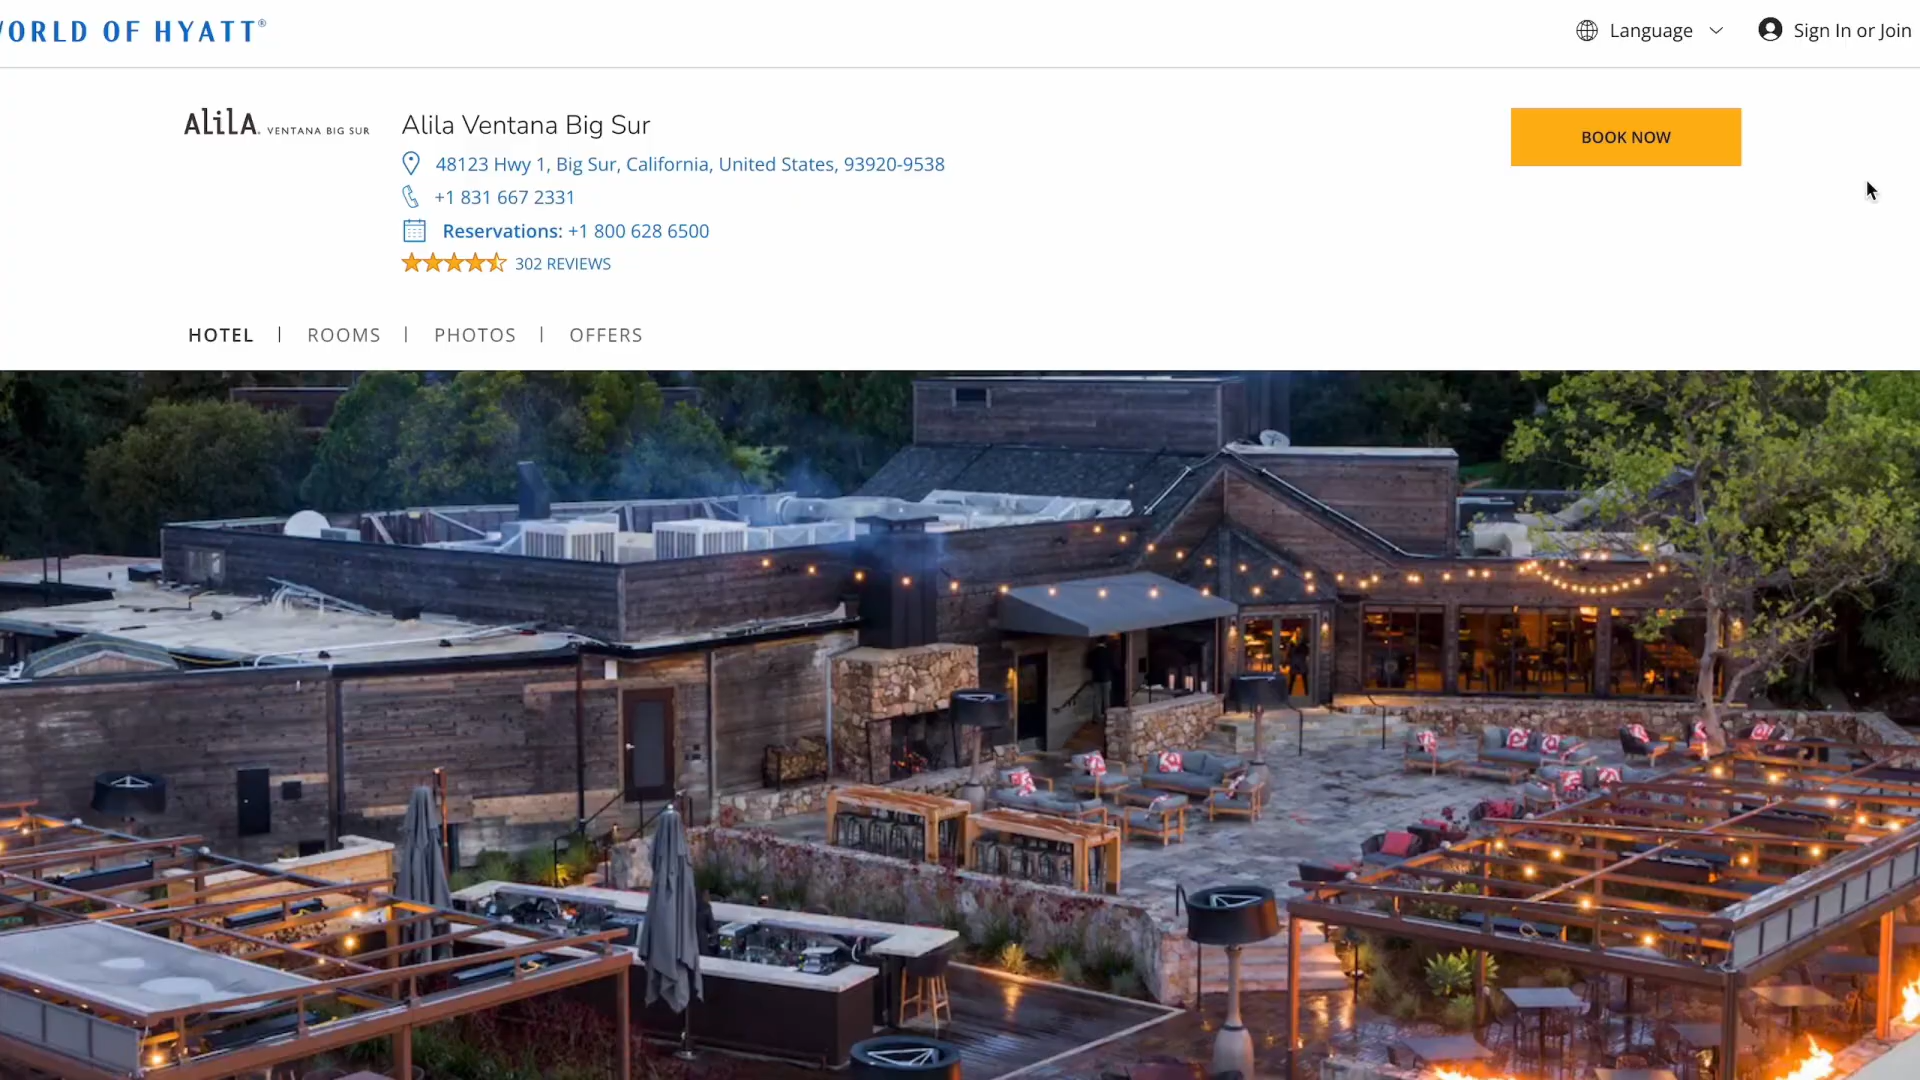 WORLD OF HYATT®
Language
Sign In or Join
ALILA. VENTANA BIG SUR
Alila Ventana Big Sur
BOOK NOW
48123 Hwy 1, Big Sur, California, United States, 93920-9538
+1 831 667 2331
Reservations: +1 800 628 6500
302 REVIEWS
HOTEL | ROOMS | PHOTOS | OFFERS